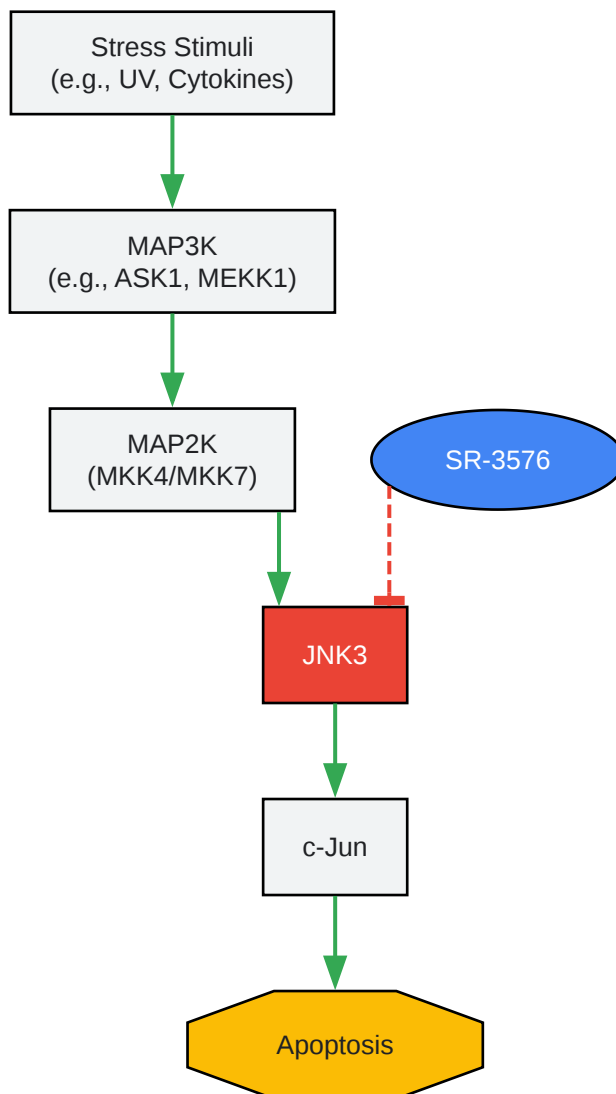 Stress Stimuli
(e.g., UV, Cytokines)
MAP3K
(e.g., ASK1, MEKK1)
MAP2K
(MKK4/MKK7)
SR-3576
JNK3
c-Jun
Apoptosis